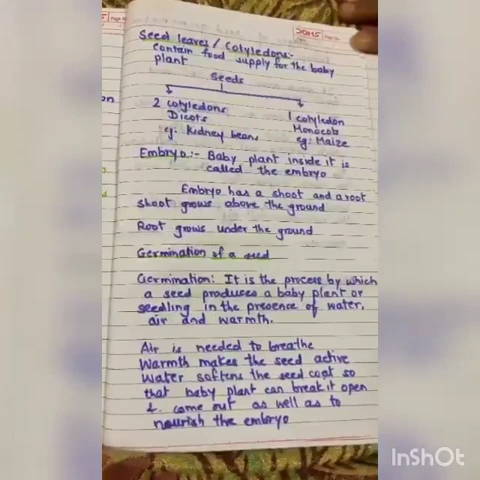 Seed leaves / Cotyledons:-
contain food supply for the baby
plant
Seeds
2 cotyledons
Dicots
eg: Kidney beans
1 cotyledon
Monocob
eg: Maize
Embryo:- Baby plant inside it is
called the embryo
Embryo has a shoot and a root
Shoot grows above the ground
Root grows under the ground
Germination of a seed
Germination: It is the process by which
a seed produces a baby plant or
seedling in the presence of water,
air and warmth.
Air is needed to breathe
Warmth makes the seed active
Water softens the seed coat so
that baby plant can break it open
& come out as well as to
nourish the embryo
InShOt